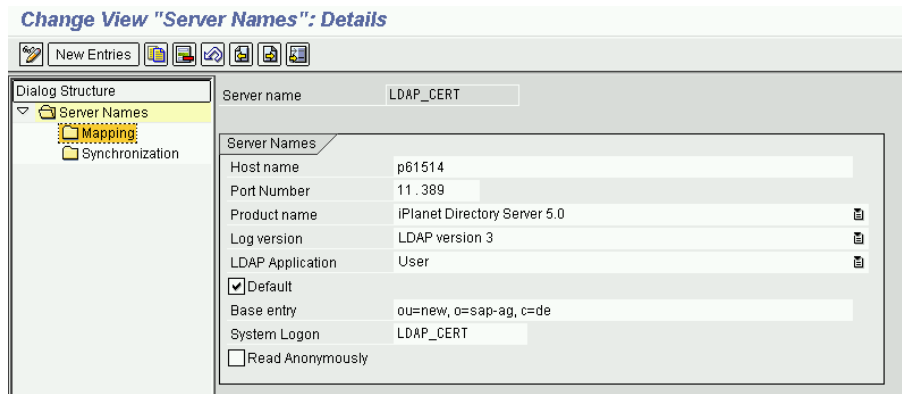 Change View "Server Names": Details
New Entries
Dialog Structure
Server Names
Mapping
Synchronization
Server name LDAP_CERT
Server Names
Host name p61514
Port Number 11.389
Product name iPlanet Directory Server 5.0
Log version LDAP version 3
LDAP Application User
Default
Base entry ou=new, o=sap-ag, c=de
System Logon LDAP_CERT
Read Anonymously